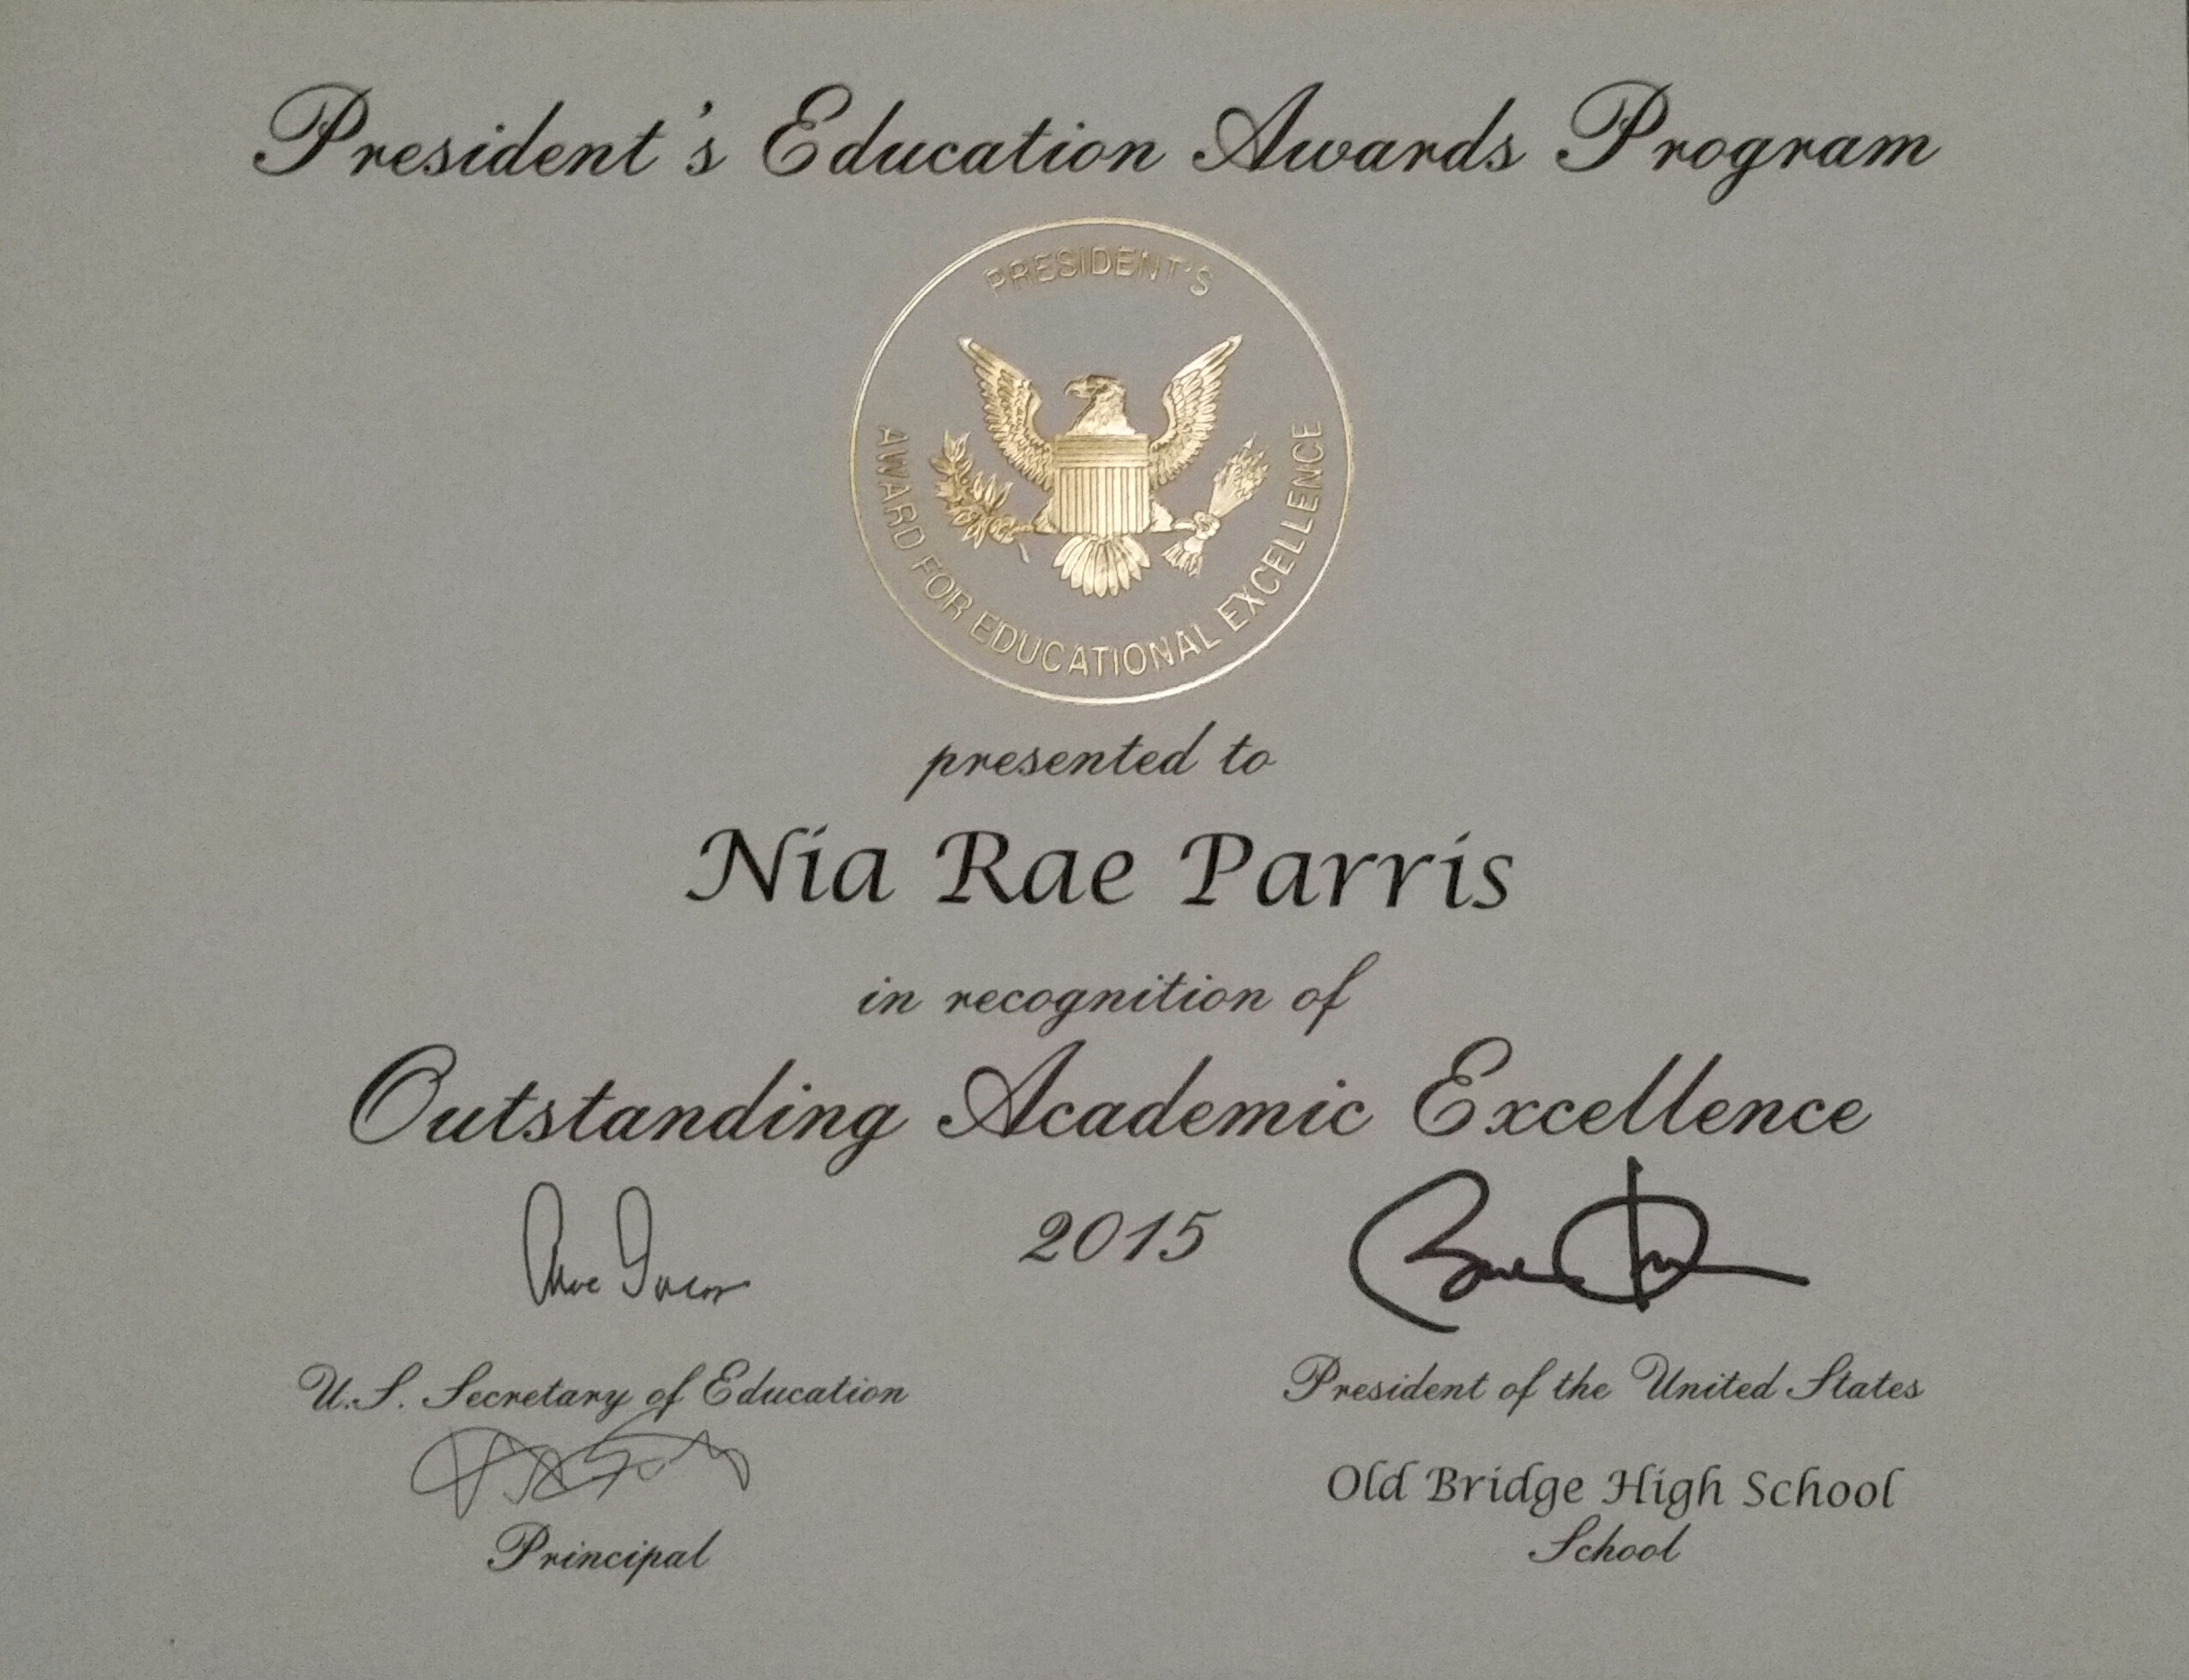 President's Education Awards Program
PRESIDENT'S
AWARD FOR EDUCATIONAL EXCELLENCE
presented to
Nia Rae Parris
in recognition of
Outstanding Academic Excellence
2015
U.S. Secretary of Education
President of the United States
Old Bridge High School
Principal
School